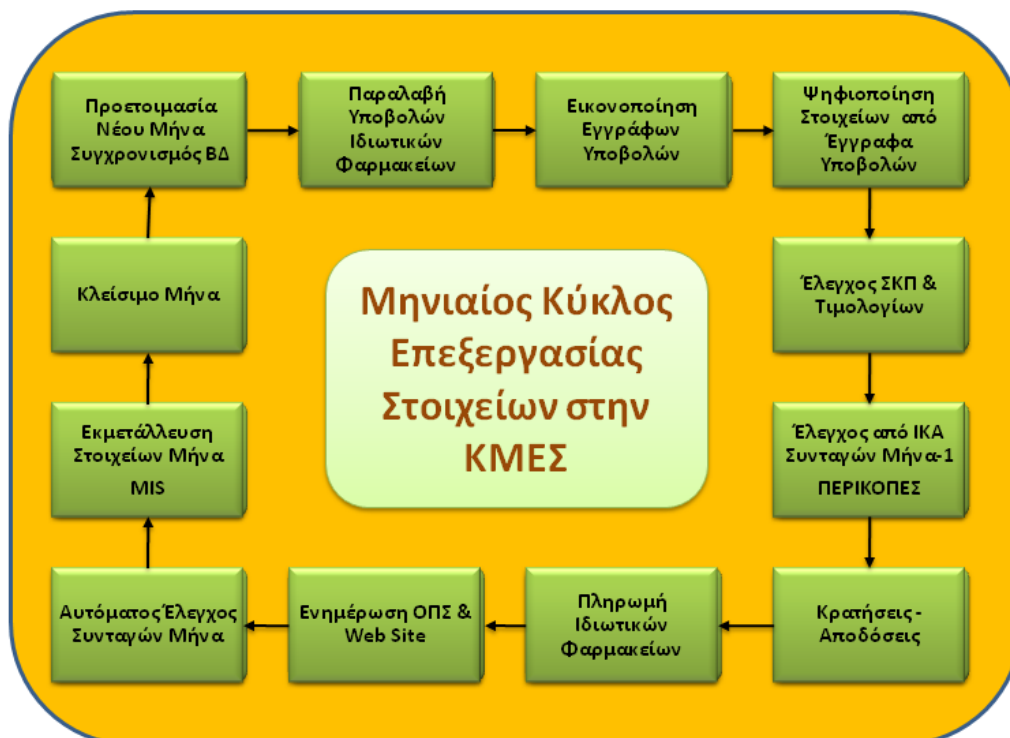 Προετοιμασία
Νέου Μήνα
Συγχρονισμός ΒΔ
Παραλαβή
Υποβολών
Ιδιωτικών
Φαρμακείων
Εικονοποίηση
Εγγράφων
Υποβολών
Ψηφιοποίηση
Στοιχείων από
Έγγραφα
Υποβολών
Κλείσιμο Μήνα
Μηνιαίος Κύκλος
Επεξεργασίας
Στοιχείων στην
ΚΜΕΣ
Έλεγχος ΣΚΠ &
Τιμολογίων
Εκμετάλλευση
Στοιχείων Μήνα
MIS
Έλεγχος από ΙΚΑ
Συνταγών Μήνα-1
ΠΕΡΙΚΟΠΕΣ
Αυτόματος Έλεγχος
Συνταγών Μήνα
Ενημέρωση ΟΠΣ &
Web Site
Πληρωμή
Ιδιωτικών
Φαρμακείων
Κρατήσεις -
Αποδόσεις